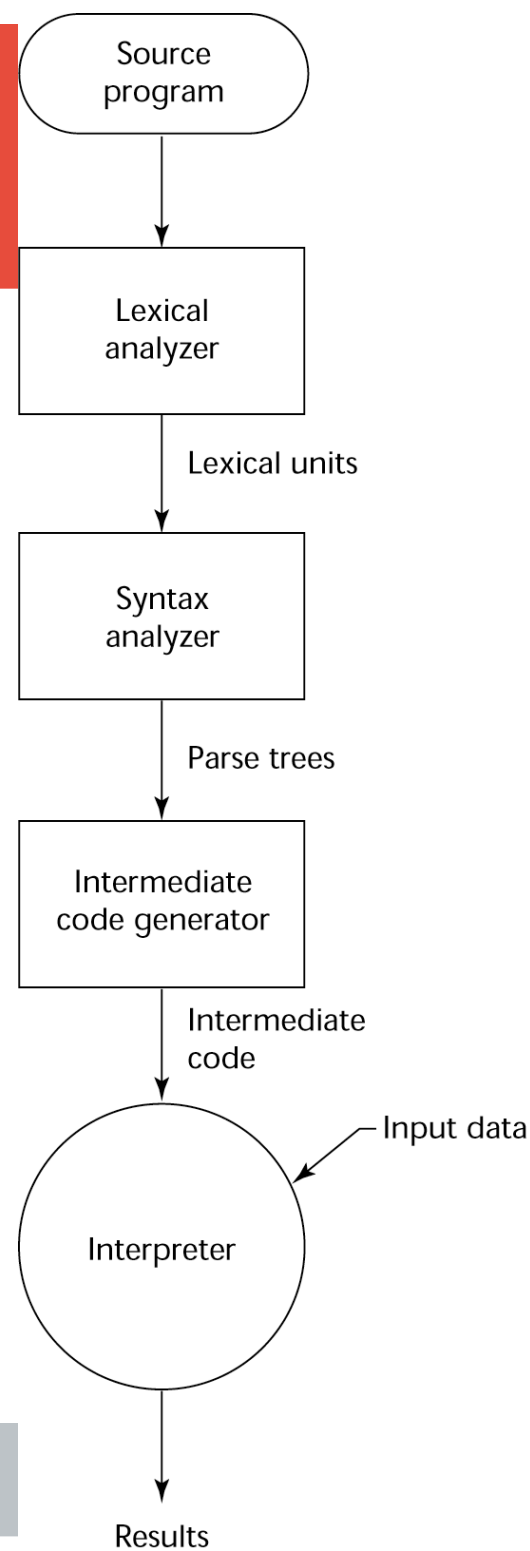 Source
program
Lexical
analyzer
Lexical units
Syntax
analyzer
Parse trees
Intermediate
code generator
Intermediate
code
Input data
Interpreter
Results